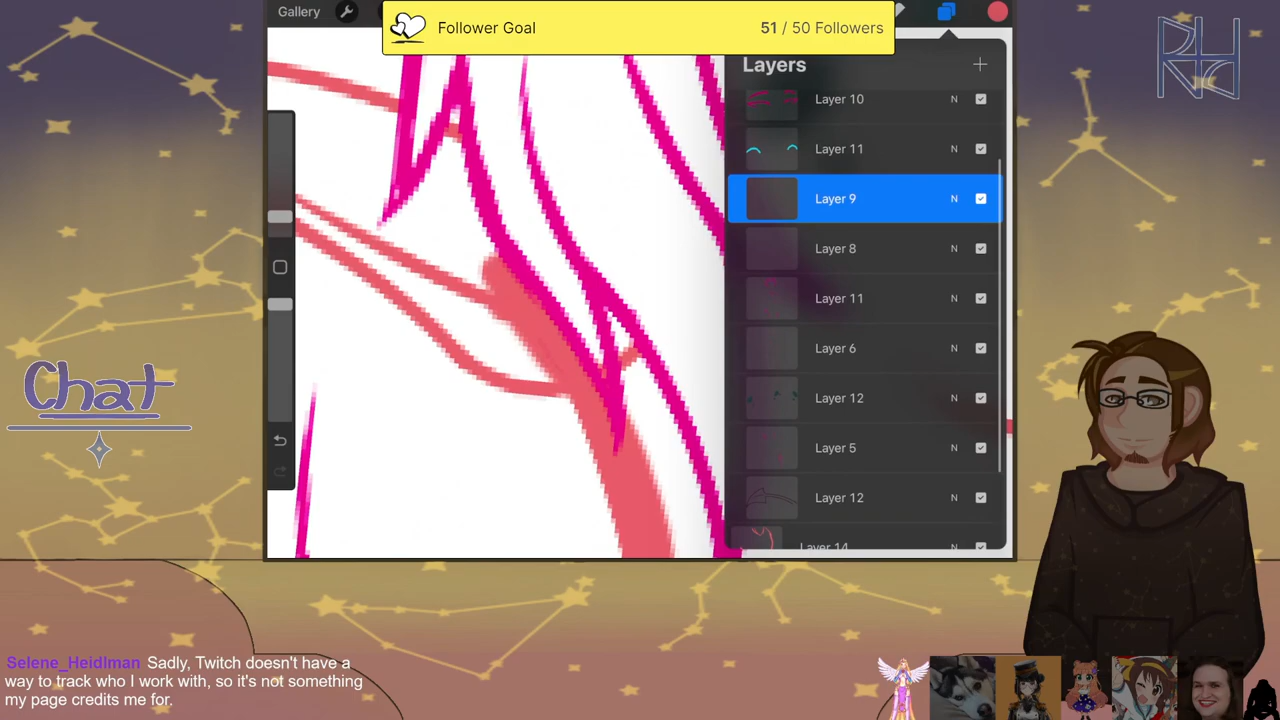 Gallery
Follower Goal 51 / 50 Followers
Layers
Layer 10 N
Layer 11 N
Layer 9 N
Layer 8 N
Layer 11 N
Layer 6 N
Layer 12 N
Layer 5 N
Layer 12 N
Layer 14 N
Chat
Selene_Heidlman Sadly, Twitch doesn't have a
way to track who I work with, so it's not something
my page credits me for.